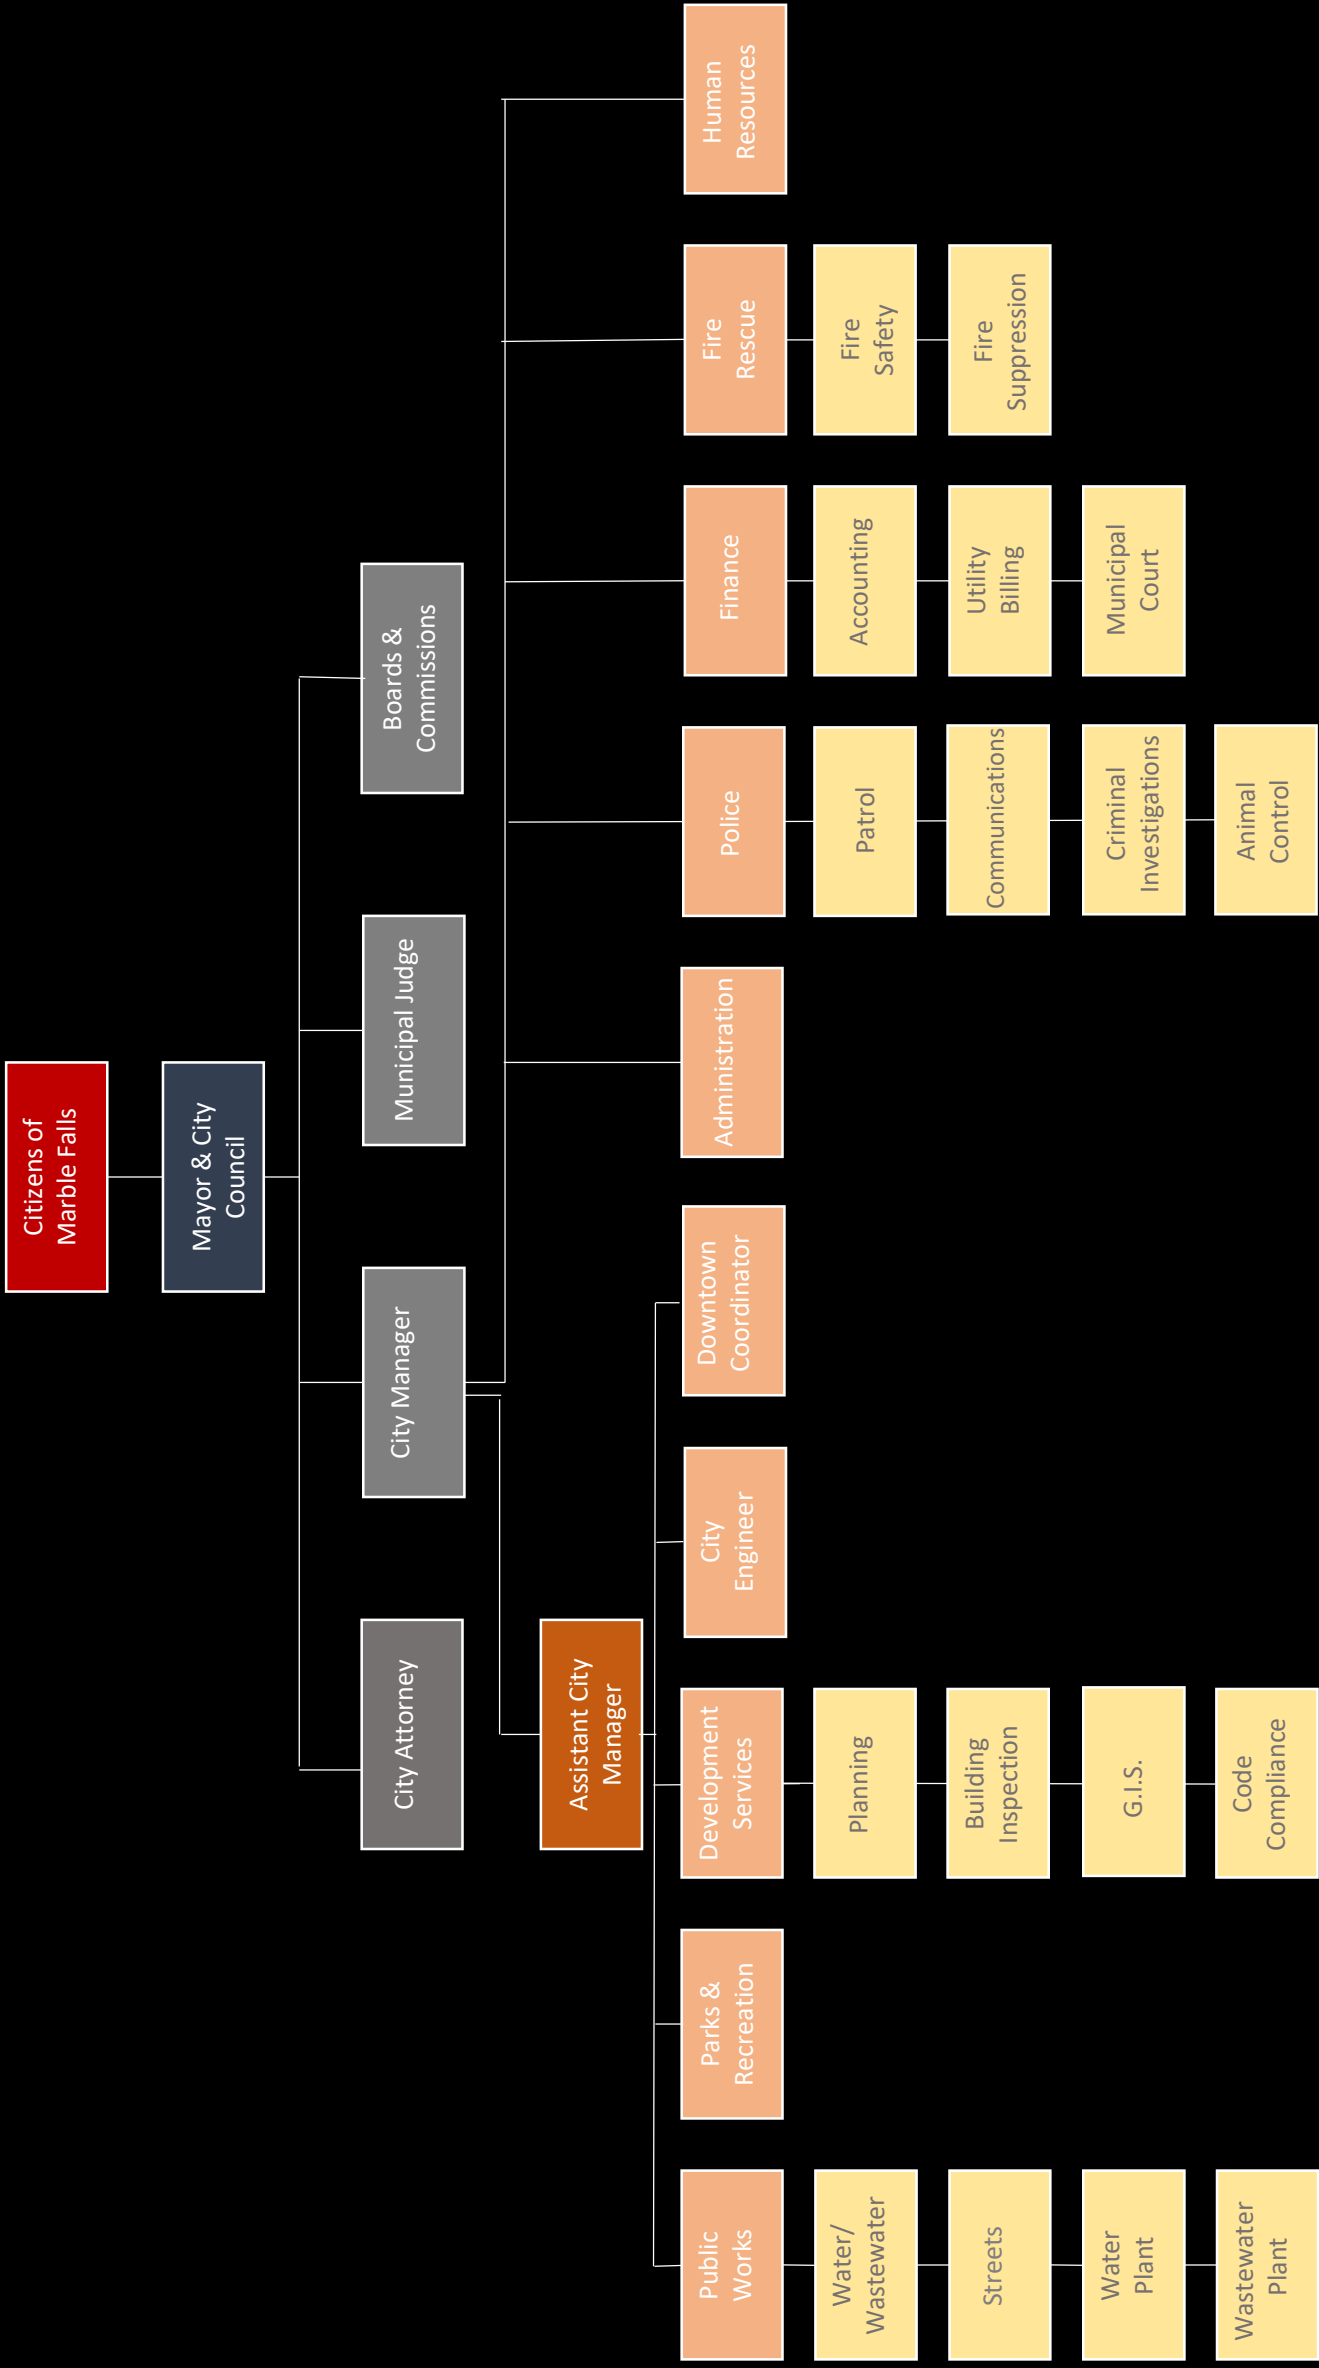 Citizens of
Marble Falls
Mayor & City
Council
City Attorney
City Manager
Municipal Judge
Boards &
Commissions
Assistant City
Manager
Public
Works
Parks &
Recreation
Development
Services
City
Engineer
Downtown
Coordinator
Administration
Police
Finance
Fire
Rescue
Human
Resources
Water/
Wastewater
Planning
Patrol
Accounting
Fire
Safety
Streets
Building
Inspection
Communications
Utility
Billing
Fire
Suppression
Water
Plant
G.I.S.
Criminal
Investigations
Municipal
Court
Wastewater
Plant
Code
Compliance
Animal
Control